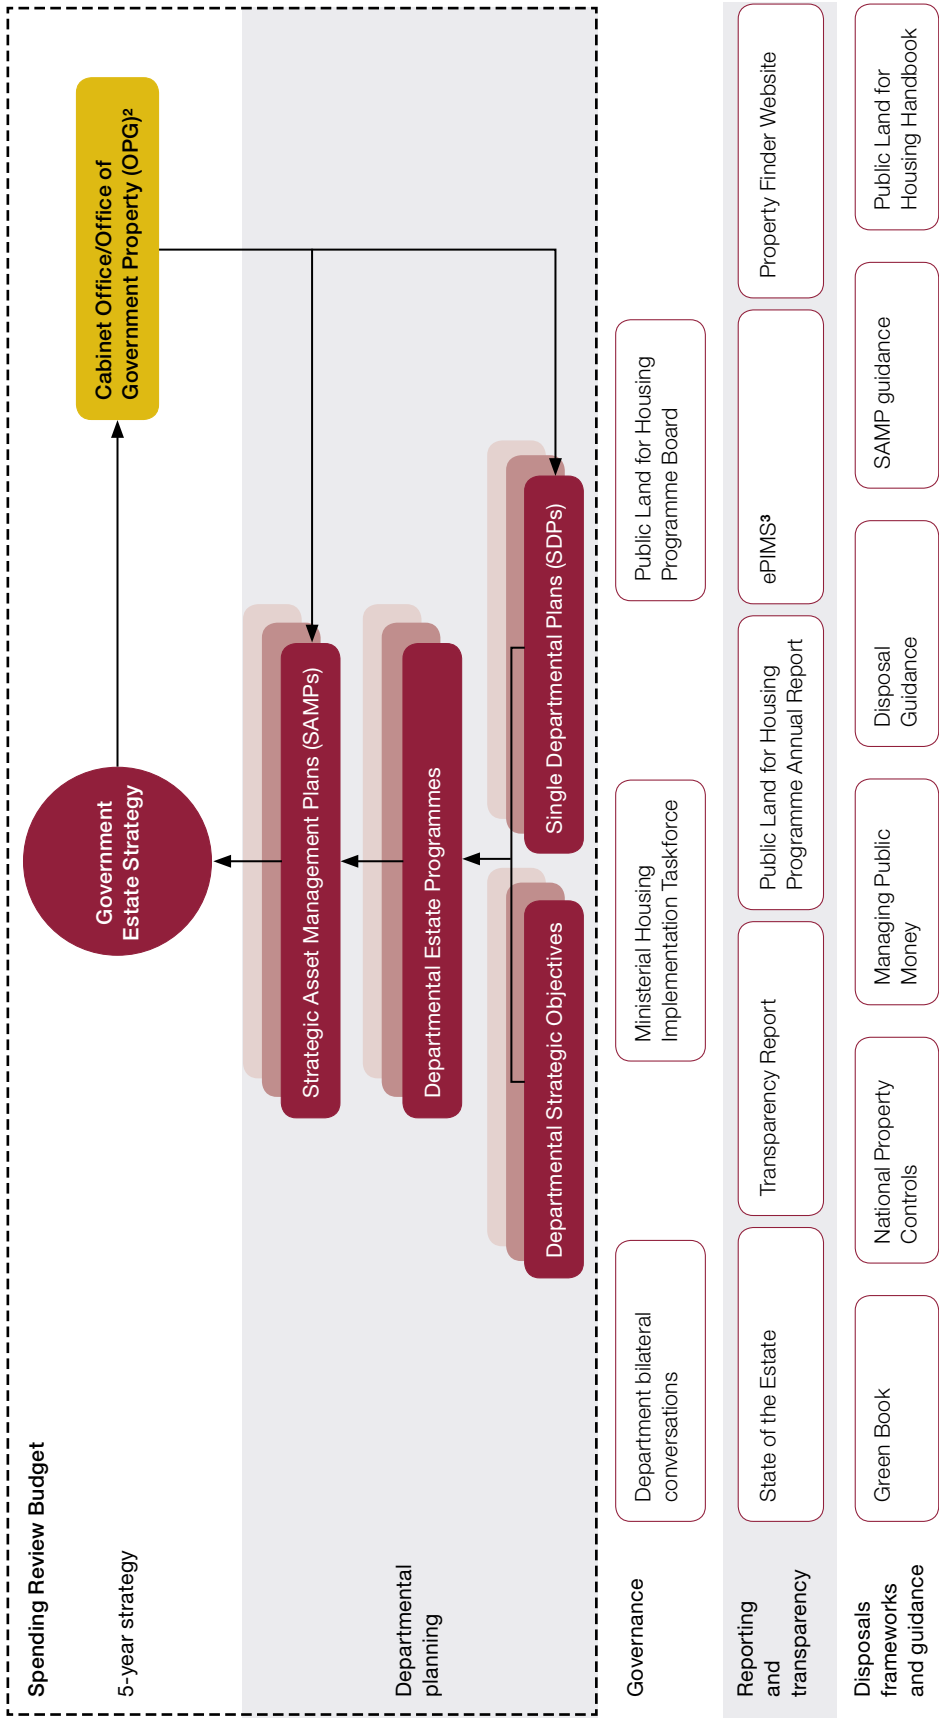 Spending Review Budget
5-year strategy
Government
Estate Strategy
Cabinet Office/Office of
Government Property (OPG)²
Departmental
planning
Strategic Asset Management Plans (SAMPs)
Departmental Estate Programmes
Departmental Strategic Objectives
Single Departmental Plans (SDPs)
Governance
Department bilateral
conversations
Ministerial Housing
Implementation Taskforce
Public Land for Housing
Programme Board
Reporting
and
transparency
State of the Estate
Transparency Report
Public Land for Housing
Programme Annual Report
ePIMS³
Property Finder Website
Disposals
frameworks
and guidance
Green Book
National Property
Controls
Managing Public
Money
Disposal
Guidance
SAMP guidance
Public Land for
Housing Handbook